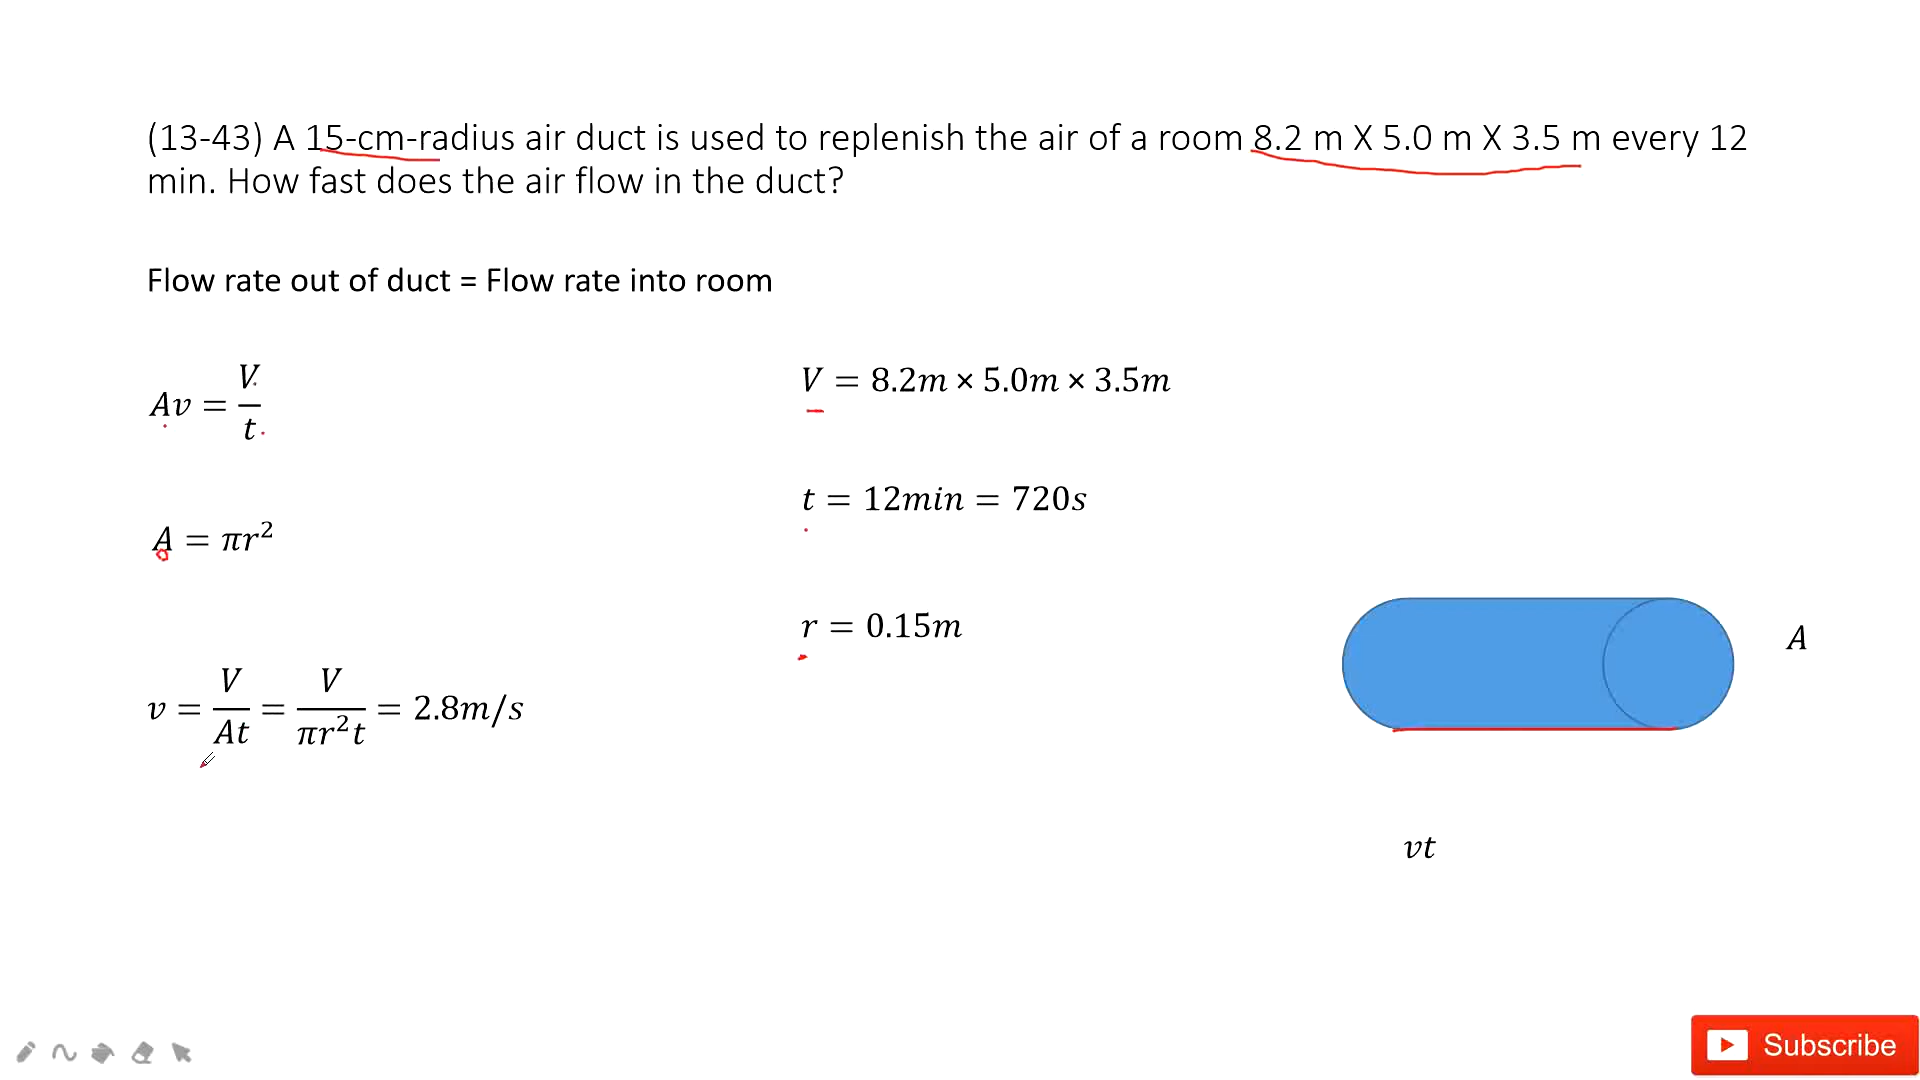 (13-43) A 15-cm-radius air duct is used to replenish the air of a room 8.2 m X 5.0 m X 3.5 m every 12
min. How fast does the air flow in the duct?
Flow rate out of duct = Flow rate into room
Av = V/t
A = πr²
v = V/At = V/πr²t = 2.8m/s
V = 8.2m × 5.0m × 3.5m
t = 12min = 720s
r = 0.15m
A
vt
Subscribe